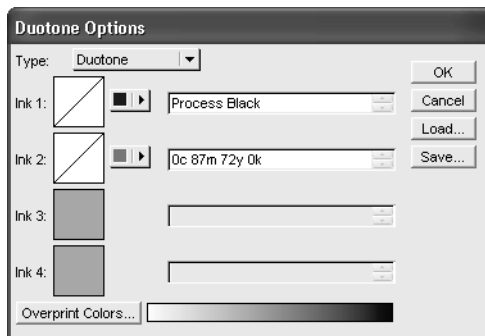 Duotone Options
Type: Duotone
OK
Ink 1: Process Black
Cancel
Load...
Ink 2: 0c 87m 72y 0k
Save...
Ink 3:
Ink 4:
Overprint Colors...